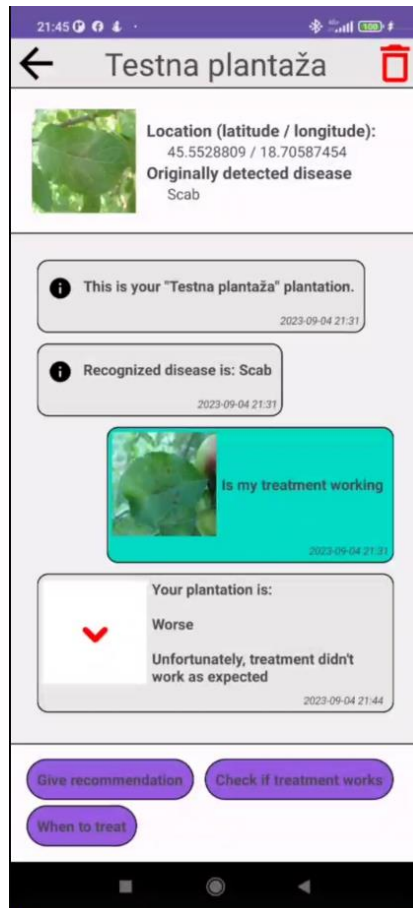 21:45
100
Testna plantaža
Location (latitude / longitude):
45.5528809 / 18.70587454
Originally detected disease
Scab
This is your "Testna plantaža" plantation.
2023-09-04 21:31
Recognized disease is: Scab
2023-09-04 21:31
Is my treatment working
2023-09-04 21:31
Your plantation is:
Worse
Unfortunately, treatment didn't
work as expected
2023-09-04 21:44
Give recommendation
Check if treatment works
When to treat